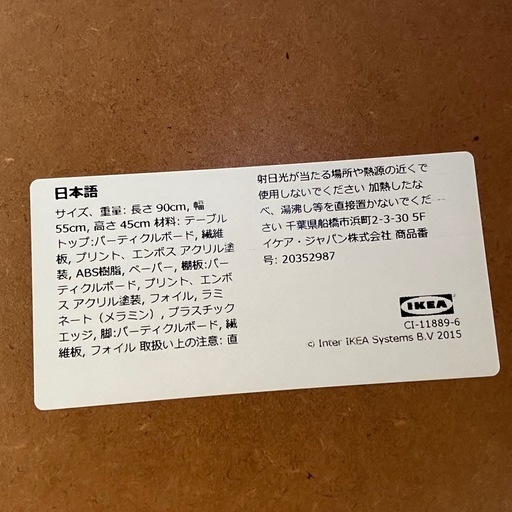 日本語
サイズ、重量: 長さ 90cm, 幅
55cm, 高さ 45cm 材料: テーブル
トップ:パーティクルボード, 繊維
板, プリント、エンボス アクリル塗
装, ABS樹脂, ペーパー, 棚板:パー
ティクルボード, プリント、エンボ
ス アクリル塗装, フォイル, ラミ
ネート（メラミン）, プラスチック
エッジ, 脚:パーティクルボード, 繊
維板, フォイル 取扱い上の注意: 直
射日光が当たる場所や熱源の近くで
使用しないでください 加熱したな
べ、湯沸し等を直接置かないでくだ
さい 千葉県船橋市浜町2-3-30 5F
イケア・ジャパン株式会社 商品番
号: 20352987
IKEA
CI-11889-6
© Inter IKEA Systems B.V 2015